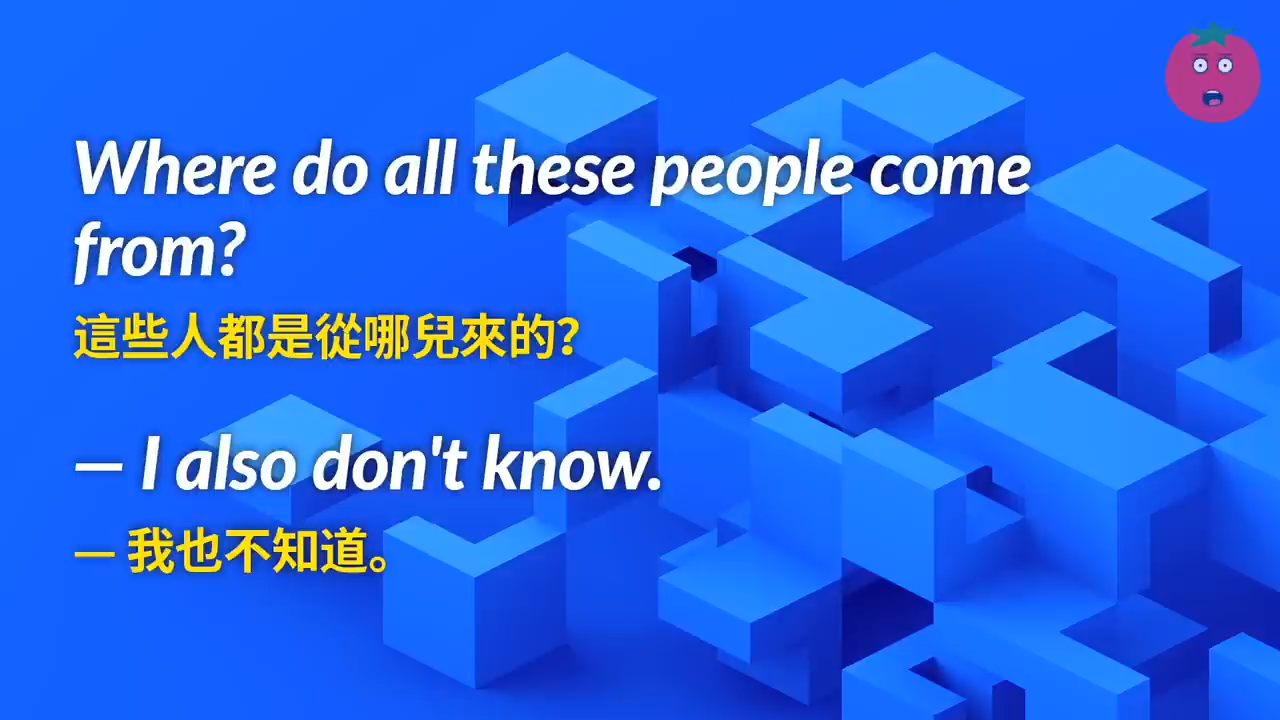 Where do all these people come
from?
這些人都是從哪兒來的?
— I also don't know.
— 我也不知道。